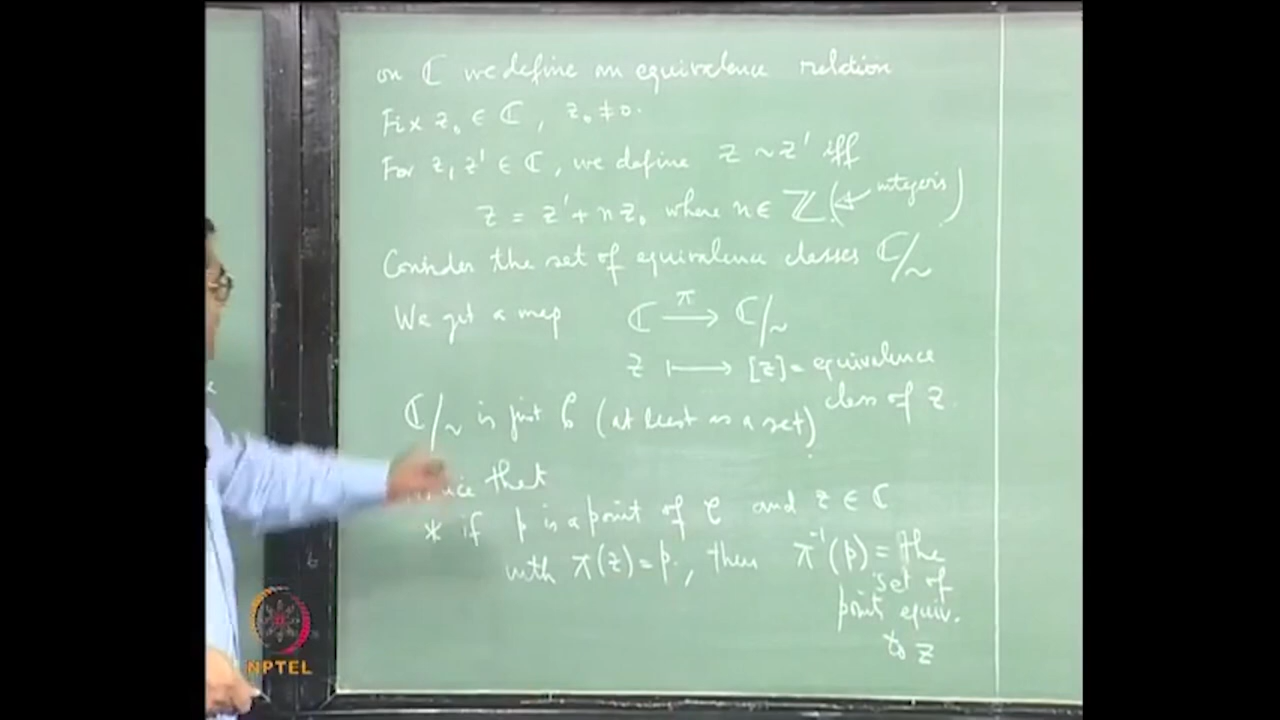 on ℂ we define an equivalence relation
Fix z₀ ∈ ℂ, z₀ ≠ 0.
For z, z' ∈ ℂ, we define z ~ z' iff
z = z' + n z₀ where n ∈ ℤ (← integers)
Consider the set of equivalence classes ℂ/~
We get a map ℂ —π→ ℂ/~
z ⟼ [z] = equivalence
class of z.
ℂ/~ is just (at least as a set)
that
* if p is a point of C and z ∈ ℂ
with π(z) = p, then π⁻¹(p) = the
set of
point equiv.
to z
NPTEL